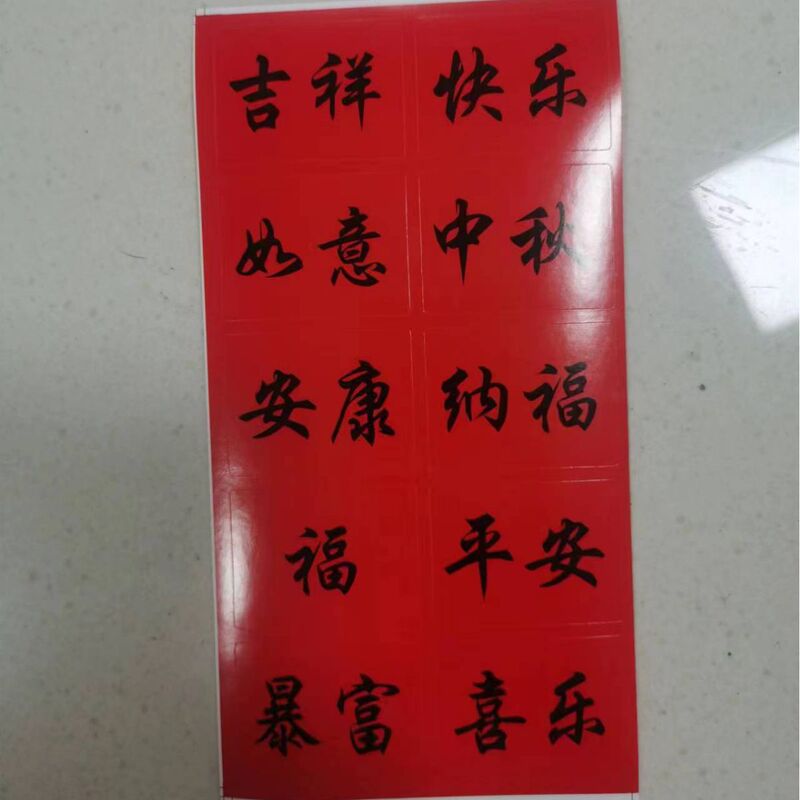 吉祥 快乐
如意 中秋
安康 纳福
福 平安
暴富 喜乐